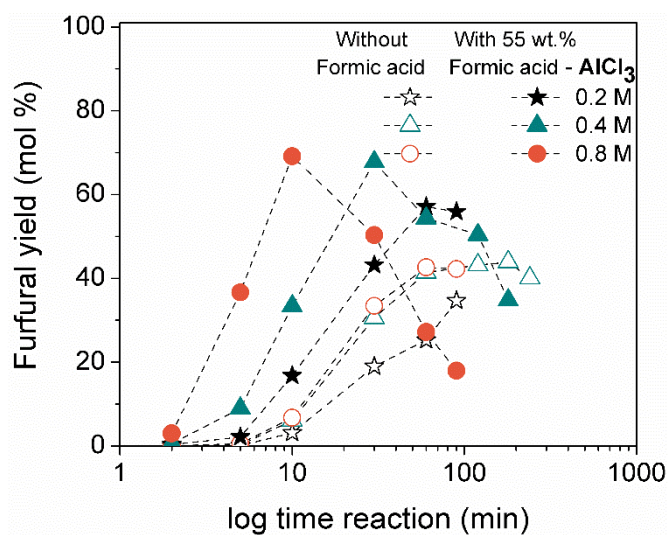 Without With 55 wt.%
Formic acid Formic acid - AlCl3
0.2 M
0.4 M
0.8 M
100
80
60
40
20
0
Furfural yield (mol %)
1 10 100 1000
log time reaction (min)